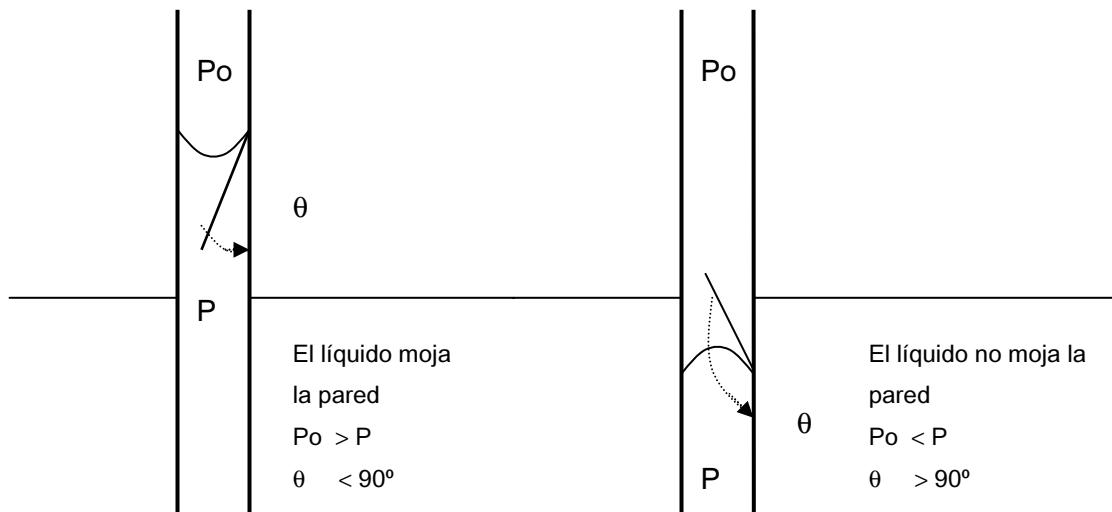 Po
θ
P
El líquido moja
la pared
Po > P
θ < 90º
Po
θ
P
El líquido no moja la
pared
Po < P
θ > 90º